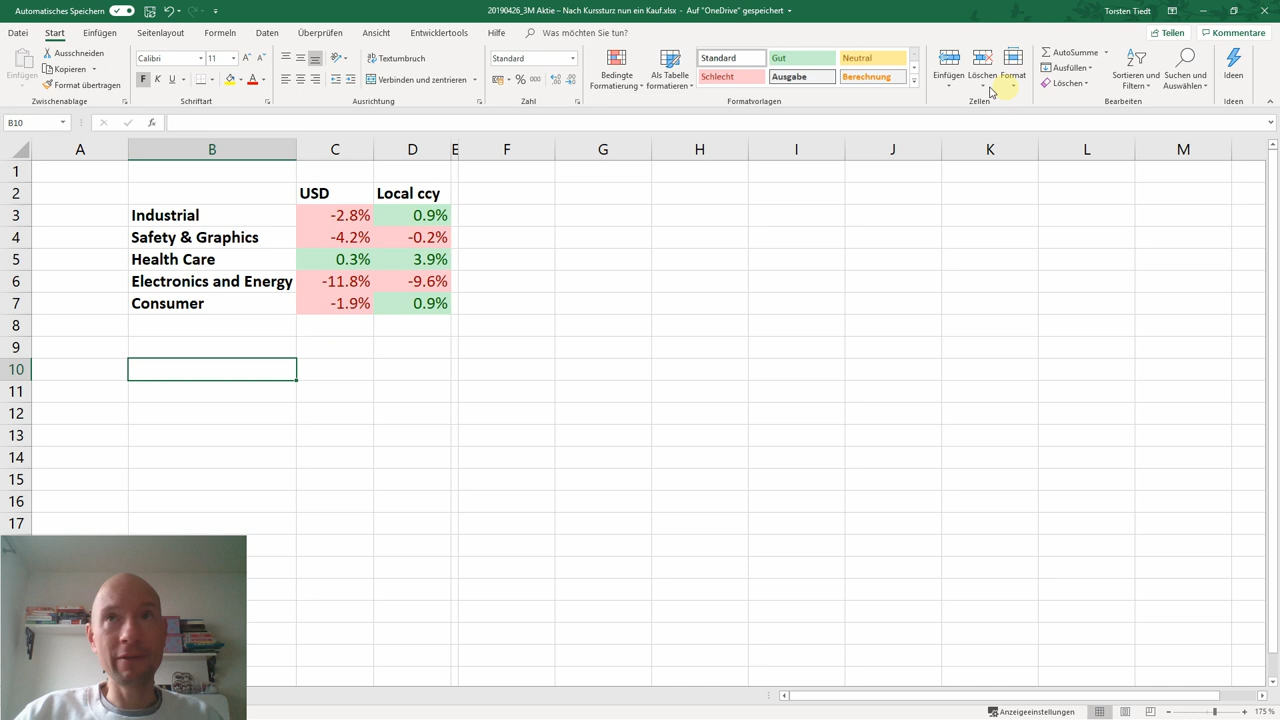 Automatisches Speichern
20190426_3M Aktie – Nach Kurssturz nun ein Kauf.xlsx - Auf "OneDrive" gespeichert
Torsten Tiedt
Datei Start Einfügen Seitenlayout Formeln Daten Überprüfen Ansicht Entwicklertools Hilfe Was möchten Sie tun? Teilen Kommentare
Einfügen
Ausschneiden
Kopieren
Format übertragen
Zwischenablage
Calibri 11
F K U
Schriftart
Textumbruch
Verbinden und zentrieren
Ausrichtung
Standard
% 000
Zahl
Bedingte Formatierung
Als Tabelle formatieren
Standard Gut Neutral
Schlecht Ausgabe Berechnung
Formatvorlagen
Einfügen Löschen Format
Zellen
AutoSumme
Ausfüllen
Löschen
Sortieren und Filtern
Suchen und Auswählen
Bearbeiten
Ideen
Ideen
B10 fx
A B C D E F G H I J K L M
1
2 USD Local ccy
3 Industrial -2.8% 0.9%
4 Safety & Graphics -4.2% -0.2%
5 Health Care 0.3% 3.9%
6 Electronics and Energy -11.8% -9.6%
7 Consumer -1.9% 0.9%
8
9
10
11
12
13
14
15
16
17
Anzeigeeinstellungen 175 %